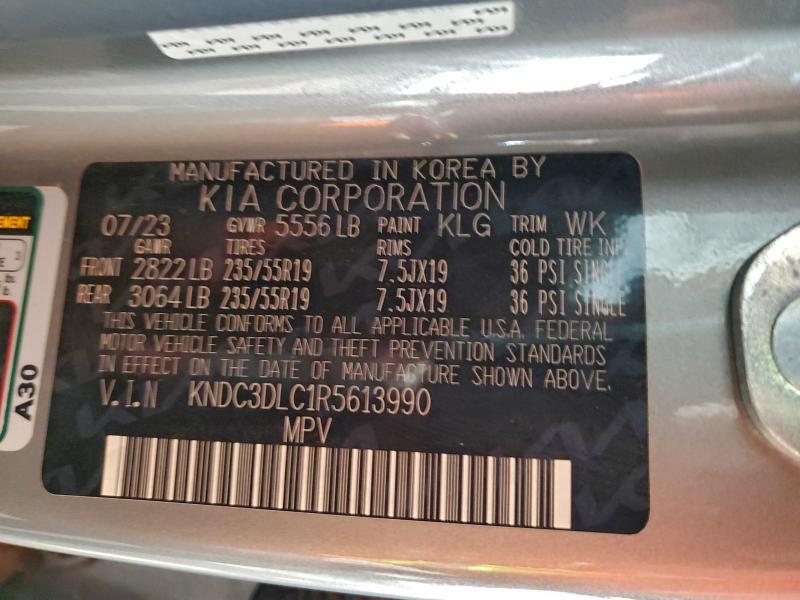 MANUFACTURED IN KOREA BY
KIA CORPORATION
07/23 GVWR 5556 LB PAINT KLG TRIM WK
GAWR TIRES RIMS COLD TIRE INF
FRONT 2822 LB 235/55R19 7.5JX19 36 PSI SINGLE
REAR 3064 LB 235/55R19 7.5JX19 36 PSI SINGLE
THIS VEHICLE CONFORMS TO ALL APPLICABLE U.S.A. FEDERAL
MOTOR VEHICLE SAFETY AND THEFT PREVENTION STANDARDS
IN EFFECT ON THE DATE OF MANUFACTURE SHOWN ABOVE.
V.I.N KNDC3DLC1R5613990
MPV
A30